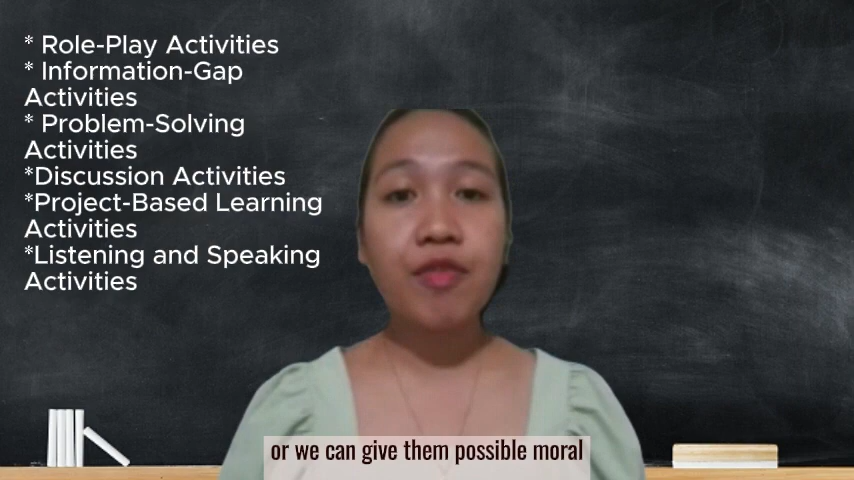 * Role-Play Activities
* Information-Gap
Activities
* Problem-Solving
Activities
*Discussion Activities
*Project-Based Learning
Activities
*Listening and Speaking
Activities
or we can give them possible moral